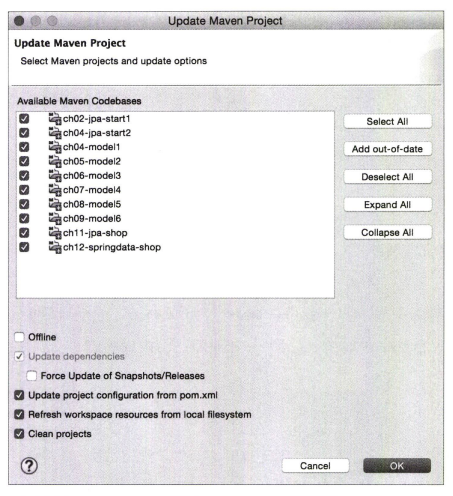 Update Maven Project
Update Maven Project
Select Maven projects and update options
Available Maven Codebases
ch02-jpa-start1
ch04-jpa-start2
ch04-model1
ch05-model2
ch06-model3
ch07-model4
ch08-model5
ch09-model6
ch11-jpa-shop
ch12-springdata-shop
Select All
Add out-of-date
Deselect All
Expand All
Collapse All
Offline
Update dependencies
Force Update of Snapshots/Releases
Update project configuration from pom.xml
Refresh workspace resources from local filesystem
Clean projects
?
Cancel
OK